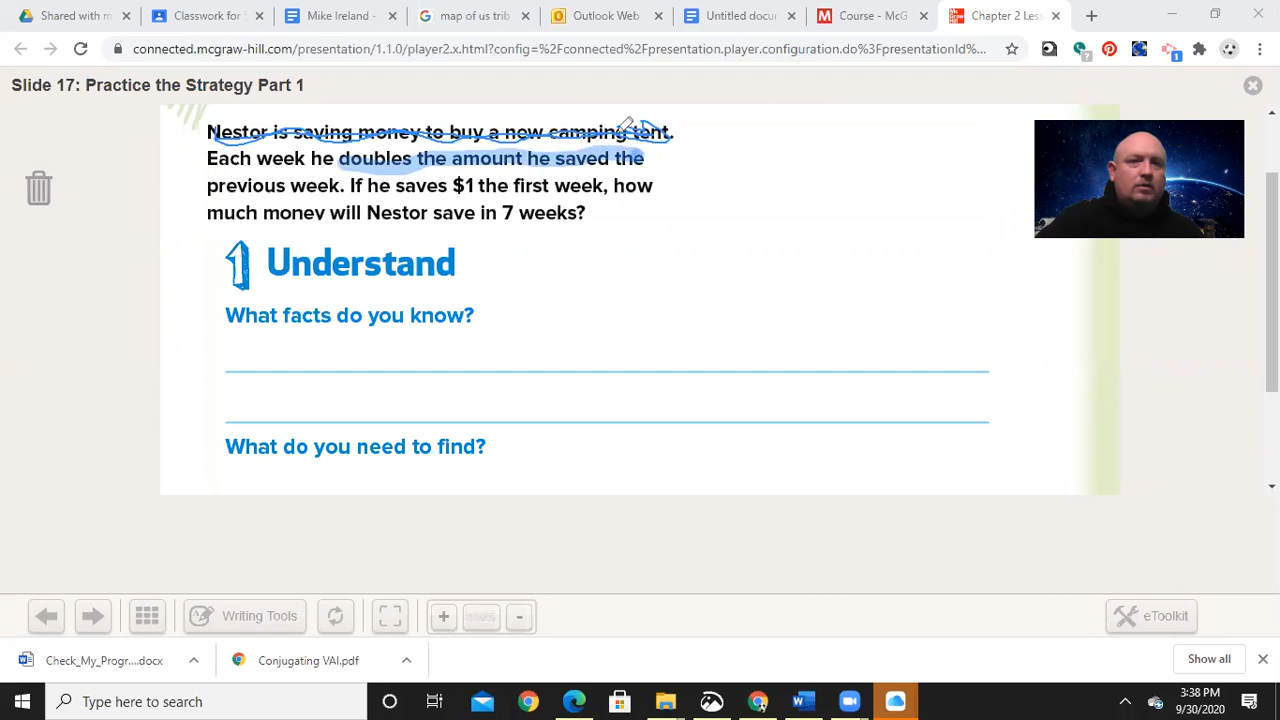 Shared with m
Classwork for
Mike Ireland -
map of us trib
Outlook Web
Untitled docu
Course - McG
Chapter 2 Less
connected.mcgraw-hill.com/presentation/1.1.0/player2.x.html?config=%2Fconnected%2Fpresentation.player.configuration.do%3FpresentationId%...
Slide 17: Practice the Strategy Part 1
Nestor is saving money to buy a new camping tent.
Each week he doubles the amount he saved the
previous week. If he saves $1 the first week, how
much money will Nestor save in 7 weeks?
1 Understand
What facts do you know?
What do you need to find?
Writing Tools
+
-
eToolkit
Check_My_Progr....docx
Conjugating VAI.pdf
Show all
Type here to search
3:38 PM
9/30/2020